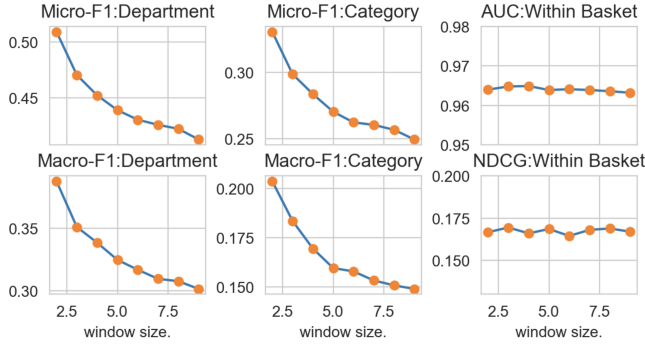 Micro-F1:Department
Micro-F1:Category
AUC:Within Basket
0.50
0.45
0.30
0.25
0.98
0.97
0.96
0.95
Macro-F1:Department
Macro-F1:Category
NDCG:Within Basket
0.35
0.30
0.200
0.175
0.150
0.200
0.175
0.150
2.5 5.0 7.5
2.5 5.0 7.5
2.5 5.0 7.5
window size.
window size.
window size.